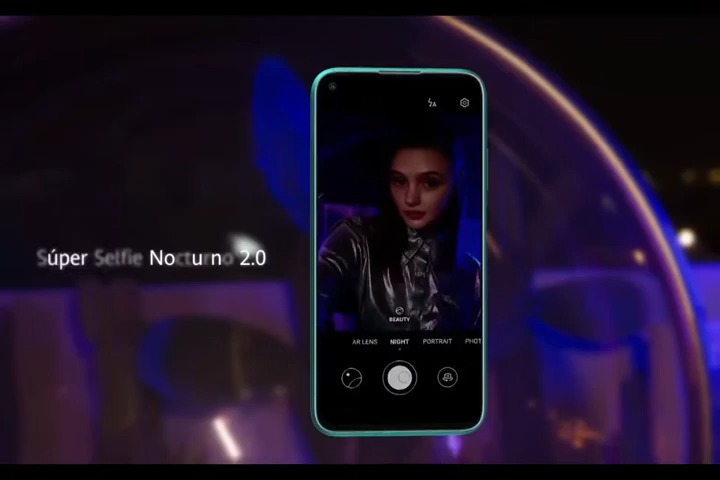 Súper Selfie Nocturno 2.0
A
BEAUTY
AR LENS NIGHT PORTRAIT PHOT